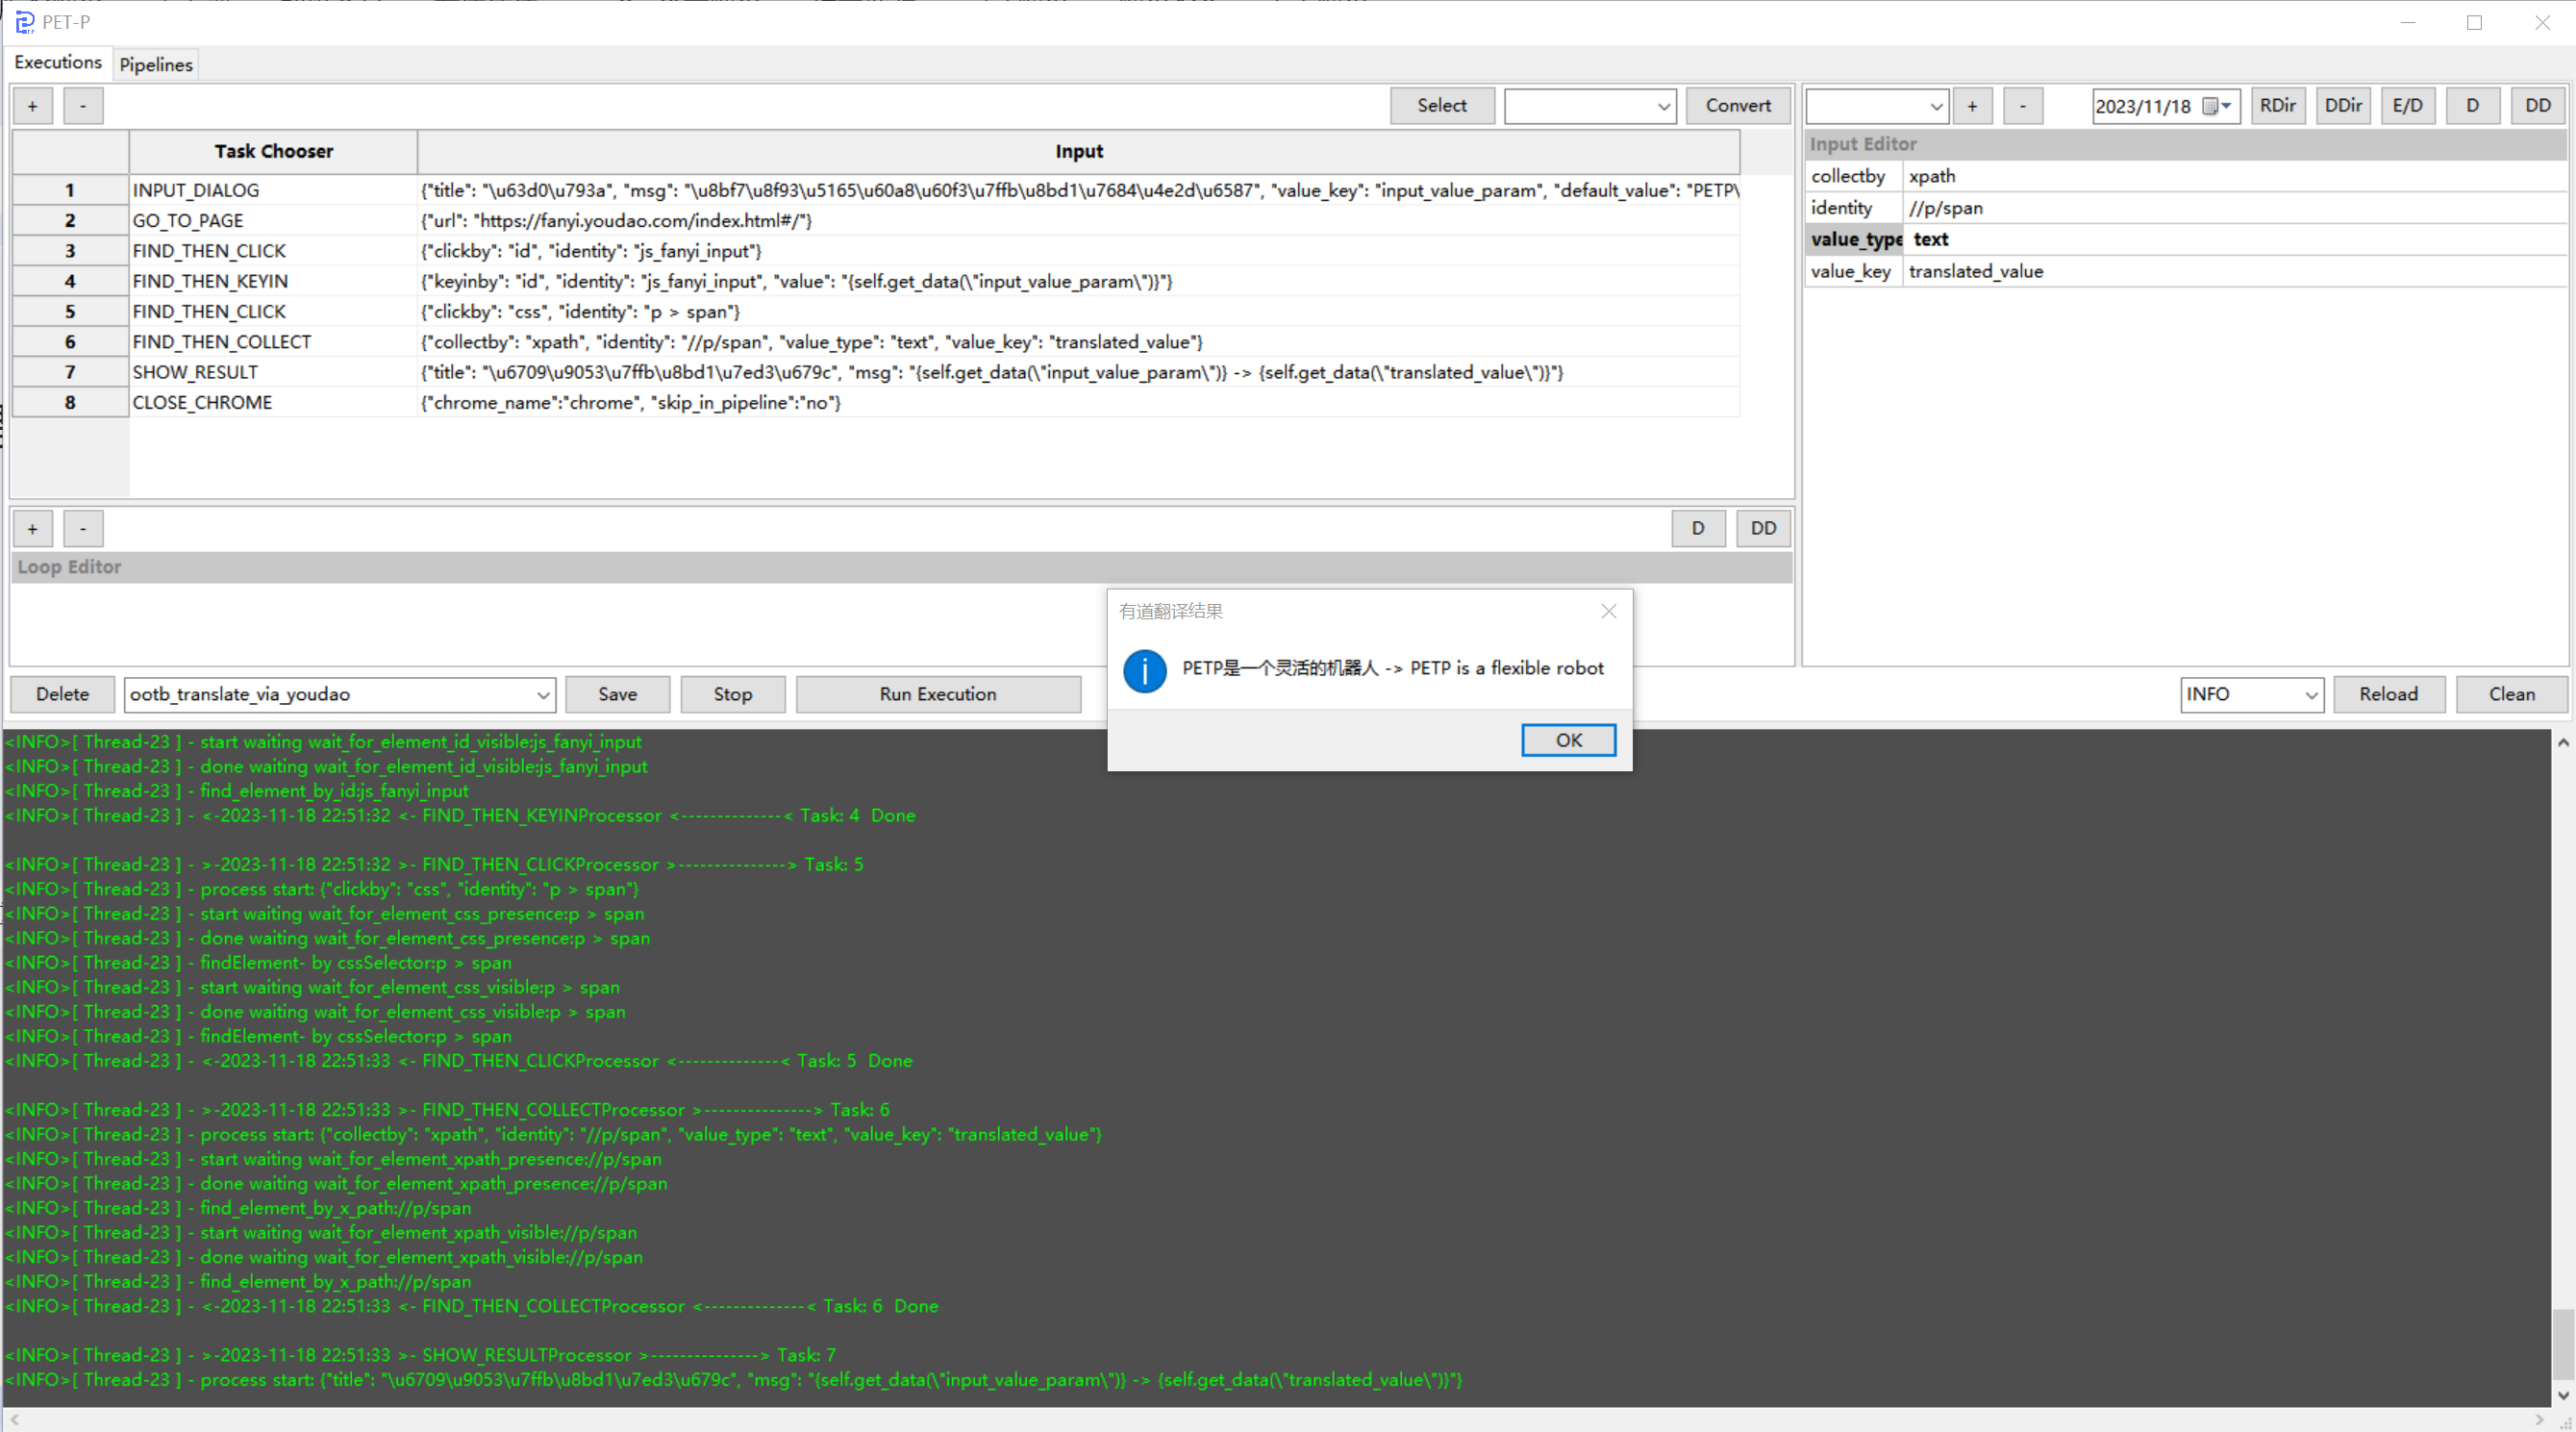 PET-P
Executions Pipelines
+ - Select Convert
Task Chooser Input
1 INPUT_DIALOG {"title": "\u63d0\u793a", "msg": "\u8bf7\u8f93\u5165\u60a8\u60f3\u7ffb\u8bd1\u7684\u4e2d\u6587", "value_key": "input_value_param", "default_value": "PETP\
2 GO_TO_PAGE {"url": "https://fanyi.youdao.com/index.html#/"}
3 FIND_THEN_CLICK {"clickby": "id", "identity": "js_fanyi_input"}
4 FIND_THEN_KEYIN {"keyinby": "id", "identity": "js_fanyi_input", "value": "{self.get_data(\"input_value_param\")}"}
5 FIND_THEN_CLICK {"clickby": "css", "identity": "p > span"}
6 FIND_THEN_COLLECT {"collectby": "xpath", "identity": "//p/span", "value_type": "text", "value_key": "translated_value"}
7 SHOW_RESULT {"title": "\u6709\u9053\u7ffb\u8bd1\u7ed3\u679c", "msg": "{self.get_data(\"input_value_param\")} -> {self.get_data(\"translated_value\")}"}
8 CLOSE_CHROME {"chrome_name":"chrome", "skip_in_pipeline":"no"}
+ - 2023/11/18 RDir DDir E/D D DD
Input Editor
collectby xpath
identity //p/span
value_type text
value_key translated_value
+ - D DD
Loop Editor
有道翻译结果
PETP是一个灵活的机器人 -> PETP is a flexible robot
OK
Delete ootb_translate_via_youdao Save Stop Run Execution INFO Reload Clean
<INFO>[ Thread-23 ] - start waiting wait_for_element_id_visible:js_fanyi_input
<INFO>[ Thread-23 ] - done waiting wait_for_element_id_visible:js_fanyi_input
<INFO>[ Thread-23 ] - find_element_by_id:js_fanyi_input
<INFO>[ Thread-23 ] - <-2023-11-18 22:51:32 <- FIND_THEN_KEYINProcessor <--------------< Task: 4 Done
<INFO>[ Thread-23 ] - >-2023-11-18 22:51:32 >- FIND_THEN_CLICKProcessor >---------------> Task: 5
<INFO>[ Thread-23 ] - process start: {"clickby": "css", "identity": "p > span"}
<INFO>[ Thread-23 ] - start waiting wait_for_element_css_presence:p > span
<INFO>[ Thread-23 ] - done waiting wait_for_element_css_presence:p > span
<INFO>[ Thread-23 ] - findElement- by cssSelector:p > span
<INFO>[ Thread-23 ] - start waiting wait_for_element_css_visible:p > span
<INFO>[ Thread-23 ] - done waiting wait_for_element_css_visible:p > span
<INFO>[ Thread-23 ] - findElement- by cssSelector:p > span
<INFO>[ Thread-23 ] - <-2023-11-18 22:51:33 <- FIND_THEN_CLICKProcessor <--------------< Task: 5 Done
<INFO>[ Thread-23 ] - >-2023-11-18 22:51:33 >- FIND_THEN_COLLECTProcessor >---------------> Task: 6
<INFO>[ Thread-23 ] - process start: {"collectby": "xpath", "identity": "//p/span", "value_type": "text", "value_key": "translated_value"}
<INFO>[ Thread-23 ] - start waiting wait_for_element_xpath_presence://p/span
<INFO>[ Thread-23 ] - done waiting wait_for_element_xpath_presence://p/span
<INFO>[ Thread-23 ] - find_element_by_x_path://p/span
<INFO>[ Thread-23 ] - start waiting wait_for_element_xpath_visible://p/span
<INFO>[ Thread-23 ] - done waiting wait_for_element_xpath_visible://p/span
<INFO>[ Thread-23 ] - find_element_by_x_path://p/span
<INFO>[ Thread-23 ] - <-2023-11-18 22:51:33 <- FIND_THEN_COLLECTProcessor <--------------< Task: 6 Done
<INFO>[ Thread-23 ] - >-2023-11-18 22:51:33 >- SHOW_RESULTProcessor >---------------> Task: 7
<INFO>[ Thread-23 ] - process start: {"title": "\u6709\u9053\u7ffb\u8bd1\u7ed3\u679c", "msg": "{self.get_data(\"input_value_param\")} -> {self.get_data(\"translated_value\")}"}